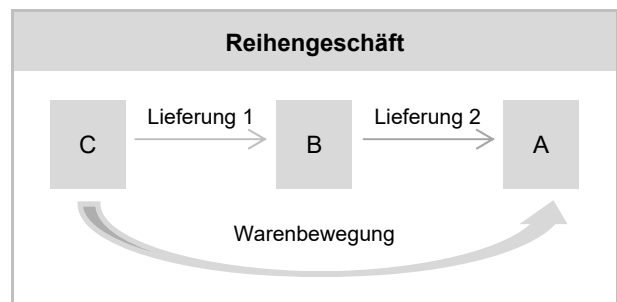 Reihengeschäft
Lieferung 1 Lieferung 2
C B A
Warenbewegung